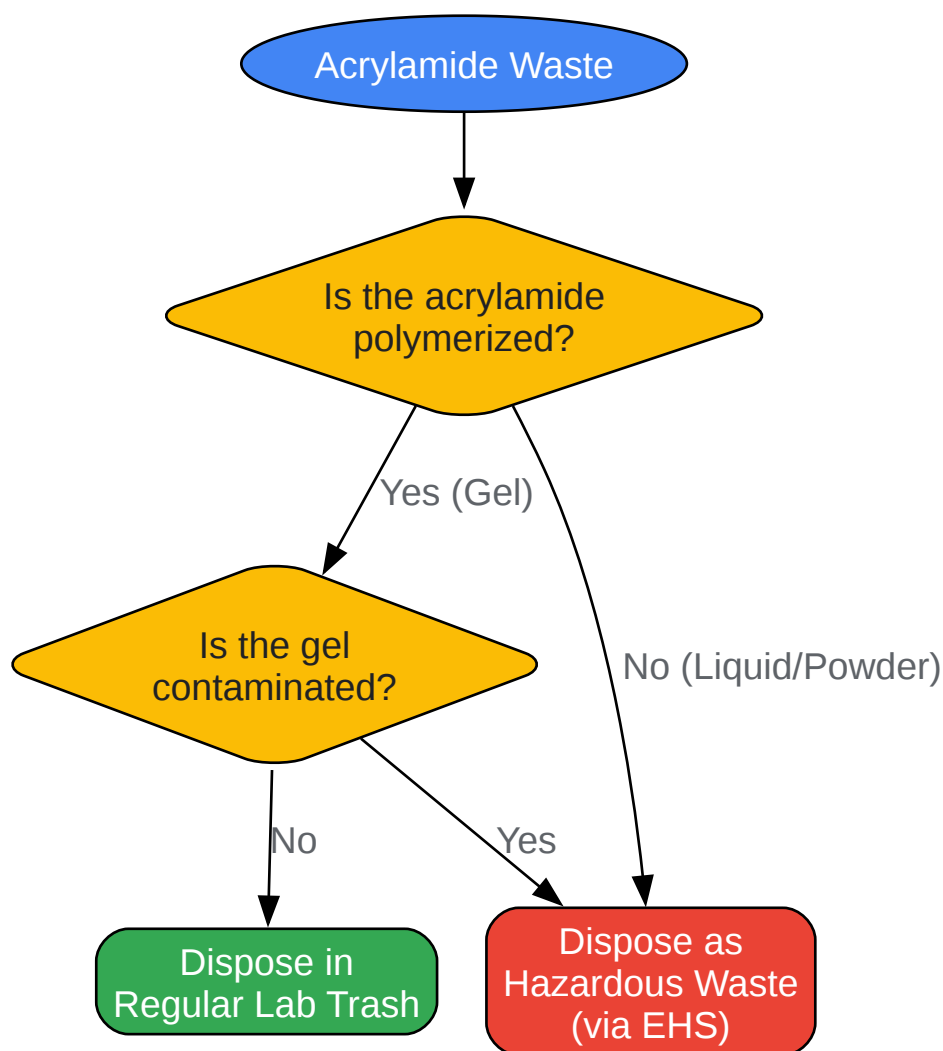 Acrylamide Waste
Is the acrylamide
polymerized?
Yes (Gel)
No (Liquid/Powder)
Is the gel
contaminated?
No
Yes
Dispose in
Regular Lab Trash
Dispose as
Hazardous Waste
(via EHS)